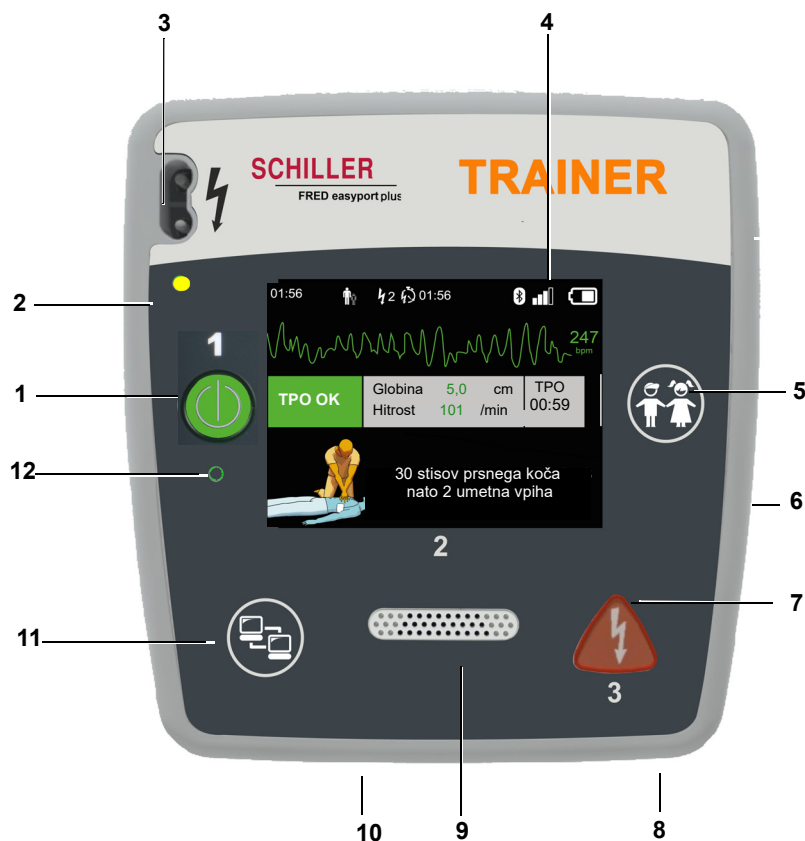 3
4
SCHILLER
FRED easyport plus
TRAINER
01:56
2
01:56
2
1
247
bpm
1
TPO OK
Globina 5,0 cm
Hitrost 101 /min
TPO
00:59
5
12
30 stisov prsnega koča
nato 2 umetna vpiha
6
2
7
11
3
10
9
8